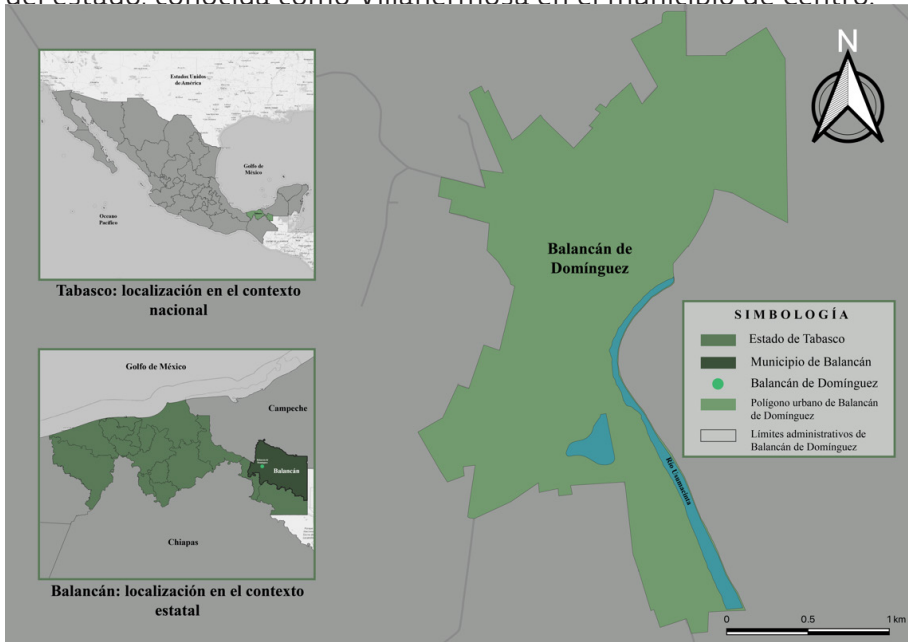 del estado, conocida como Villahermosa en el municipio de Centro.
Estados Unidos
de América
Golfo de
México
Oceano
Pacífico
Tabasco: localización en el contexto
nacional
Golfo de México
Campeche
Balancán
Chiapas
Balancán: localización en el contexto
estatal
Balancán de
Domínguez
Río Usumacinta
N
SIMBOLOGÍA
Estado de Tabasco
Municipio de Balancán
Balancán de Domínguez
Polígono urbano de Balancán
de Domínguez
Límites administrativos de
Balancán de Domínguez
0 0.5 1 km